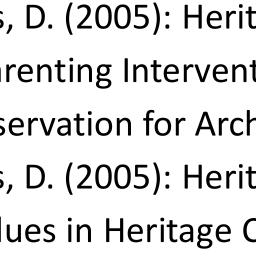 s, D. (2005): Herit
arenting Intervent
servation for Arch
s, D. (2005): Herit
lues in Heritage C